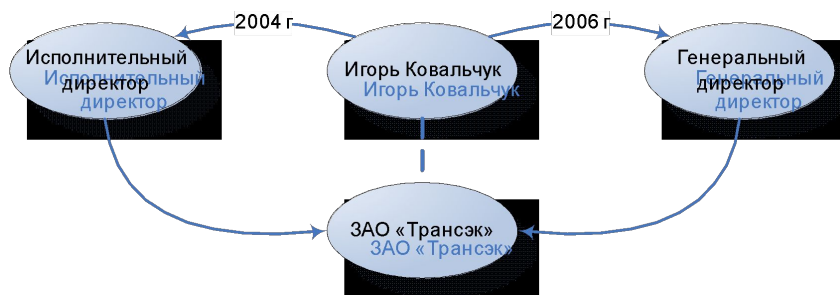 2004 г
2006 г
Исполнительный
директор
Исполнительный
директор
Игорь Ковальчук
Игорь Ковальчук
Генеральный
директор
Генеральный
директор
ЗАО «Трансэк»
ЗАО «Трансэк»